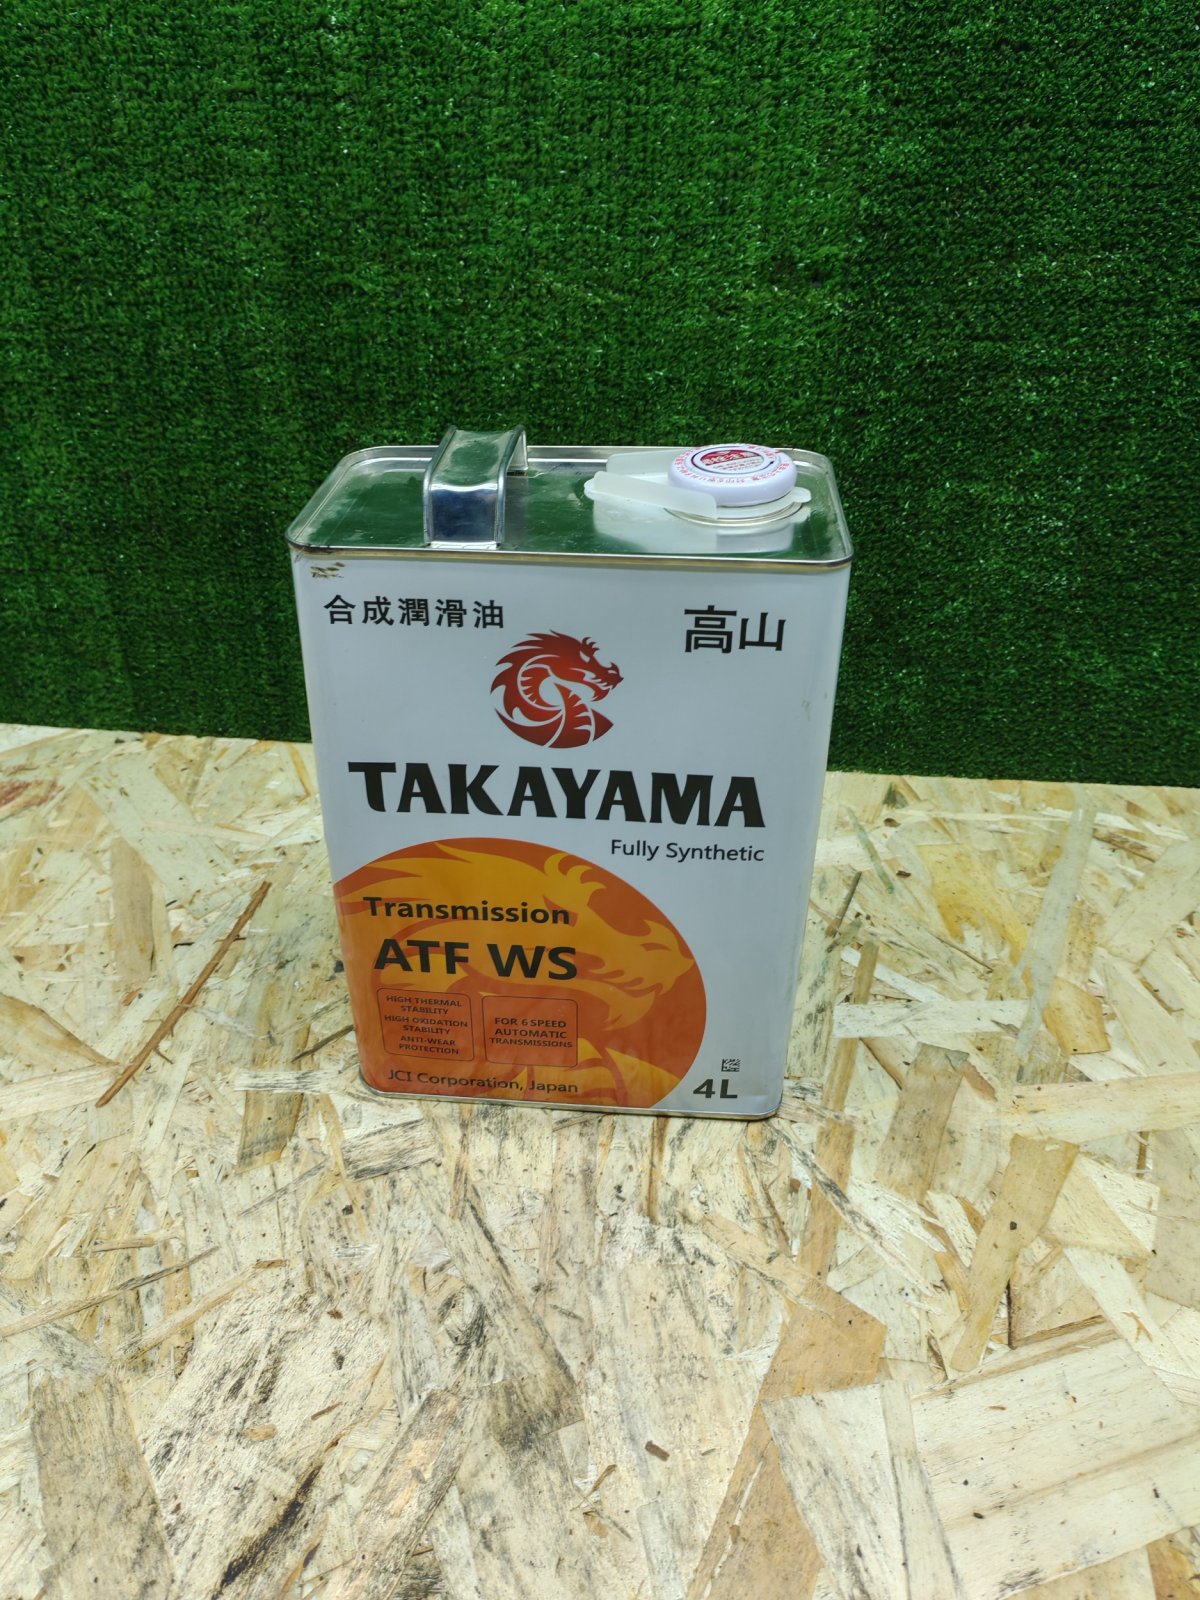 合成潤滑油
高山
TAKAYAMA
Fully Synthetic
Transmission
ATF WS
HIGH THERMAL
STABILITY
HIGH OXIDATION
STABILITY
ANTI-WEAR
PROTECTION
FOR 6 SPEED
AUTOMATIC
TRANSMISSIONS
JCI Corporation, Japan
4L